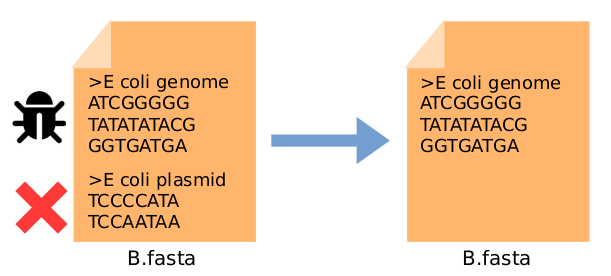 >E coli genome
ATCGGGGG
TATATATACG
GGTGATGA
>E coli plasmid
TCCCCATA
TCCAATAA
B.fasta
>E coli genome
ATCGGGGG
TATATATACG
GGTGATGA
B.fasta